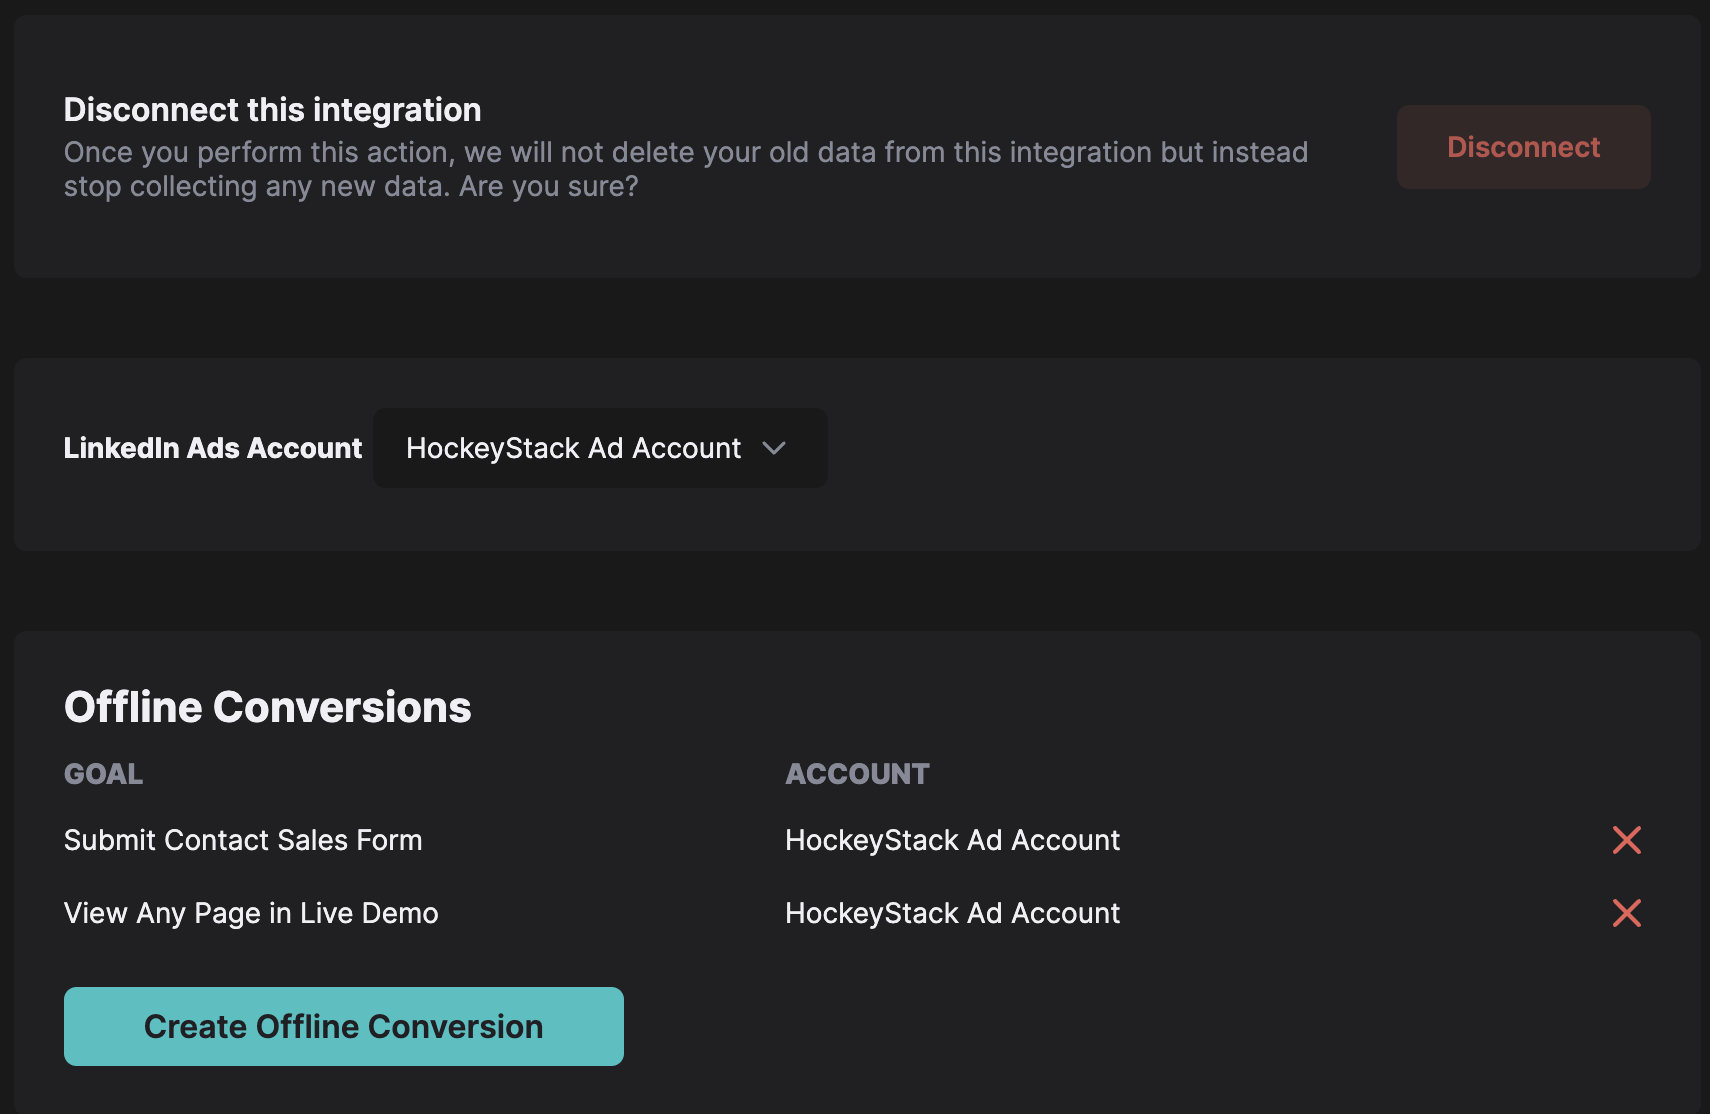 Disconnect this integration
Once you perform this action, we will not delete your old data from this integration but instead
stop collecting any new data. Are you sure?
Disconnect
LinkedIn Ads Account
HockeyStack Ad Account
Offline Conversions
GOAL
ACCOUNT
Submit Contact Sales Form
HockeyStack Ad Account
View Any Page in Live Demo
HockeyStack Ad Account
Create Offline Conversion